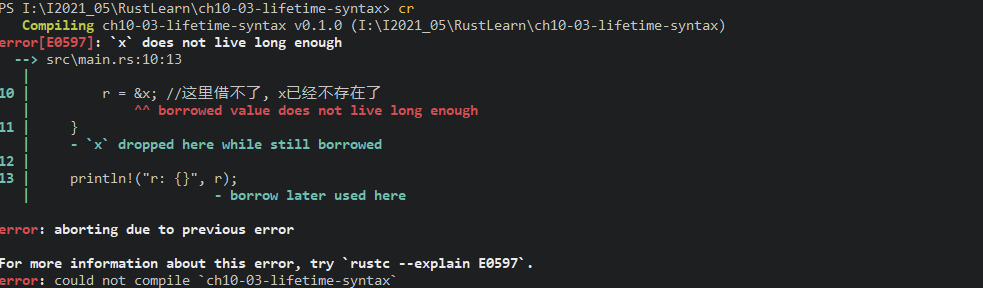 PS I:\I2021_05\RustLearn\ch10-03-lifetime-syntax> cr
   Compiling ch10-03-lifetime-syntax v0.1.0 (I:\I2021_05\RustLearn\ch10-03-lifetime-syntax)
error[E0597]: `x` does not live long enough
  --> src\main.rs:10:13
   |
10 |         r = &x; //这里借不了, x已经不存在了
   |             ^^ borrowed value does not live long enough
11 |     }
   |     - `x` dropped here while still borrowed
12 |
13 |     println!("r: {}", r);
   |                       - borrow later used here

error: aborting due to previous error

For more information about this error, try `rustc --explain E0597`.
error: could not compile `ch10-03-lifetime-syntax`